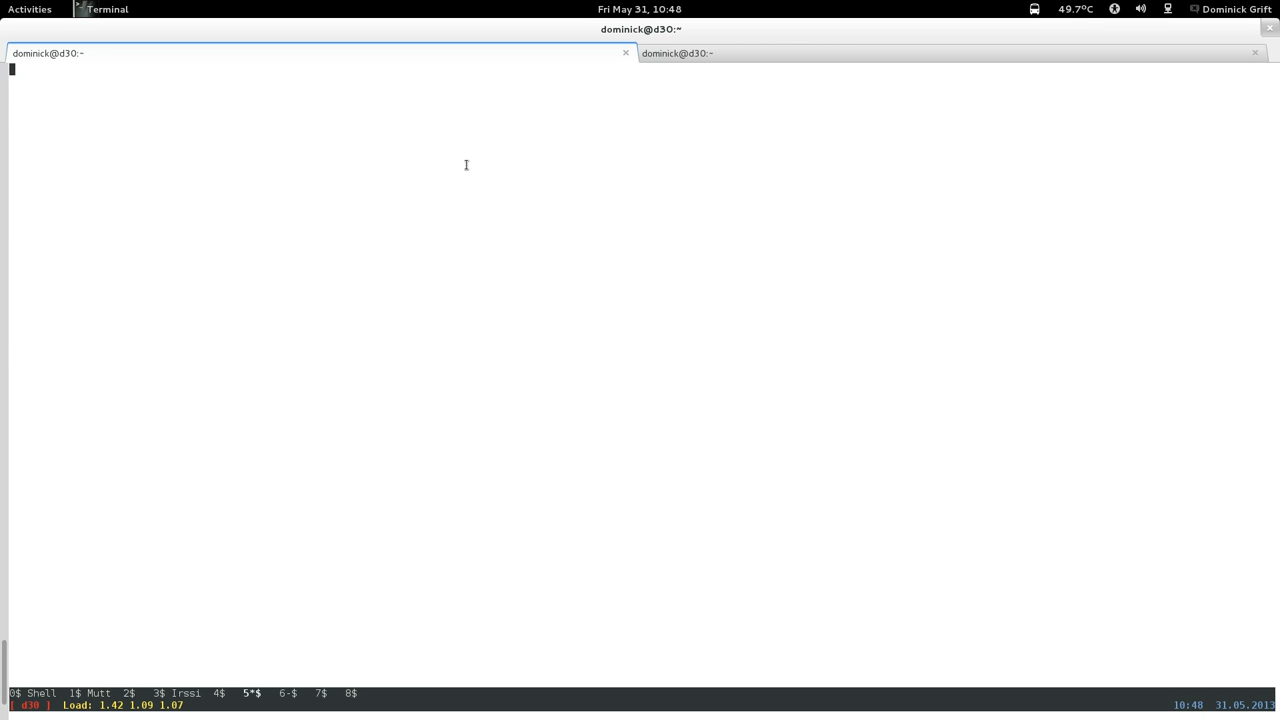 Activities Terminal Fri May 31, 10:48 49.7°C Dominick Grift
dominick@d30:~
dominick@d30:~ dominick@d30:~
0$ Shell 1$ Mutt 2$ 3$ Irssi 4$ 5*$ 6-$ 7$ 8$
[ d30 ] Load: 1.42 1.09 1.07 10:48 31.05.2013